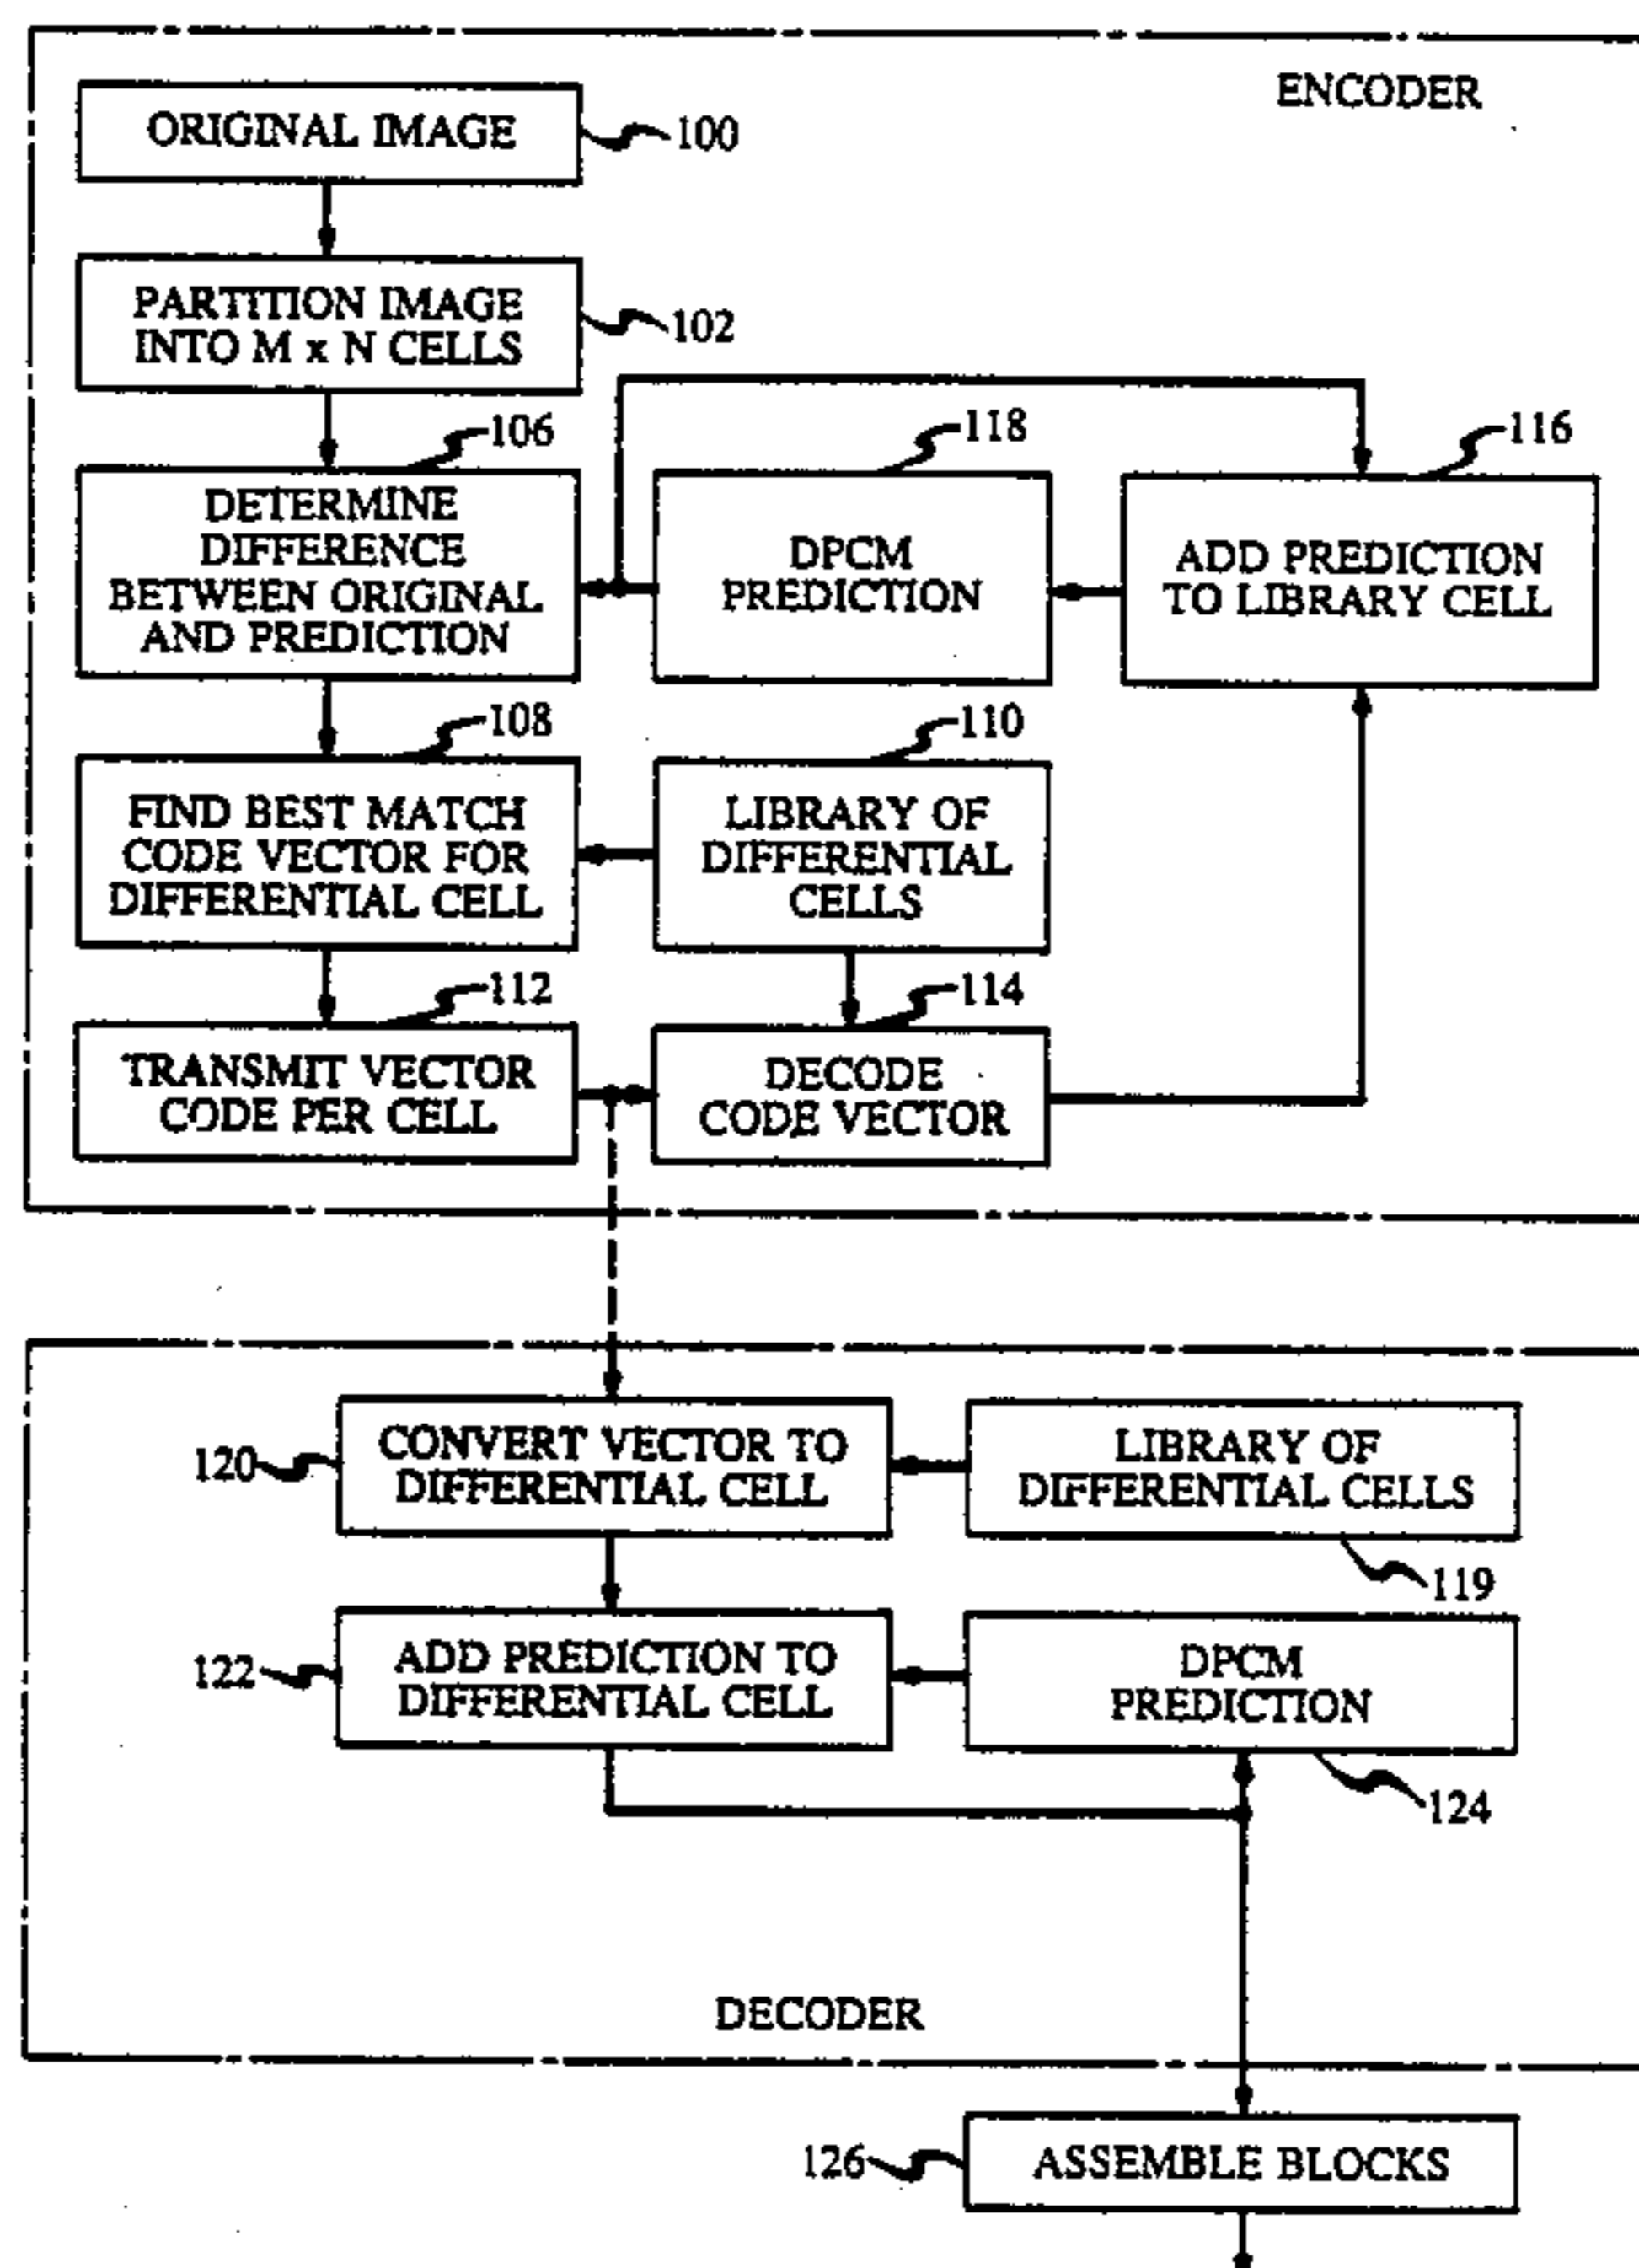 ENCODER
ORIGINAL IMAGE
100
PARTITION IMAGE
INTO M x N CELLS
102
106
DETERMINE
DIFFERENCE
BETWEEN ORIGINAL
AND PREDICTION
118
DPCM
PREDICTION
116
ADD PREDICTION
TO LIBRARY CELL
108
FIND BEST MATCH
CODE VECTOR FOR
DIFFERENTIAL CELL
110
LIBRARY OF
DIFFERENTIAL
CELLS
112
TRANSMIT VECTOR
CODE PER CELL
114
DECODE
CODE VECTOR
120
CONVERT VECTOR TO
DIFFERENTIAL CELL
LIBRARY OF
DIFFERENTIAL CELLS
119
122
ADD PREDICTION TO
DIFFERENTIAL CELL
DPCM
PREDICTION
124
DECODER
126
ASSEMBLE BLOCKS